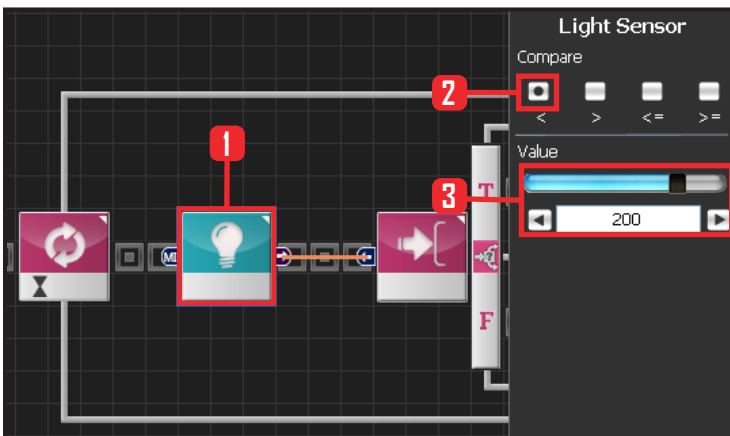 Light Sensor
Compare
2
< > <= >=
1
Value
3
T
200
F